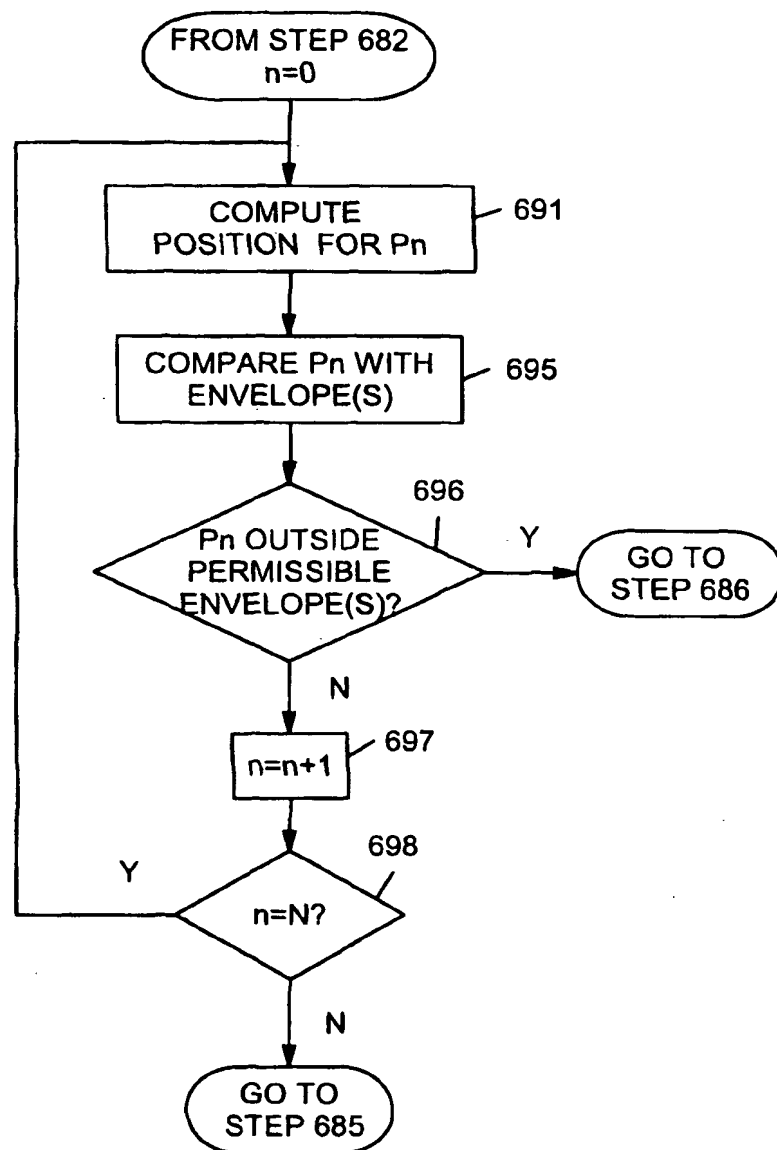 FROM STEP 682
n=0
COMPUTE
POSITION FOR Pn
691
COMPARE Pn WITH
ENVELOPE(S)
695
696
Pn OUTSIDE
PERMISSIBLE
ENVELOPE(S)?
Y
GO TO
STEP 686
N
n=n+1
697
698
Y
n=N?
N
GO TO
STEP 685